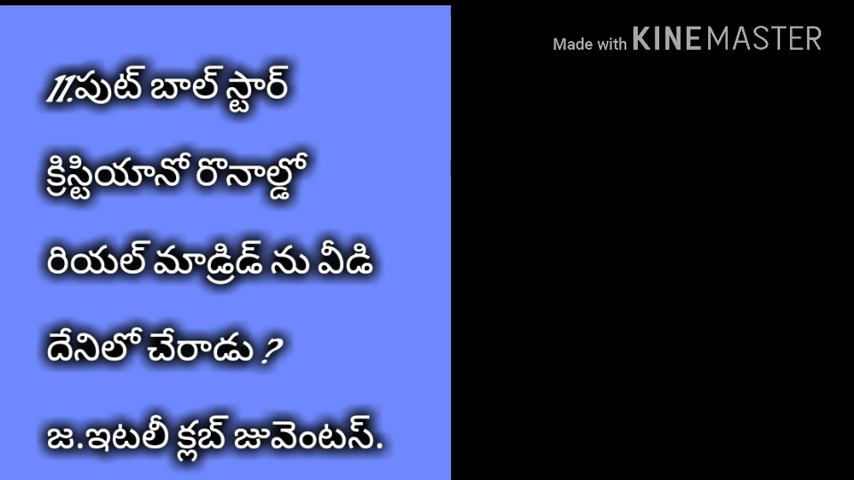 11.పుట్ బాల్ స్టార్
క్రిస్టియానో రొనాల్డో
రియల్ మాడ్రిడ్ ను వీడి
దేనిలో చేరాడు ?
జ.ఇటలీ క్లబ్ జువెంటస్.
Made with KINEMASTER